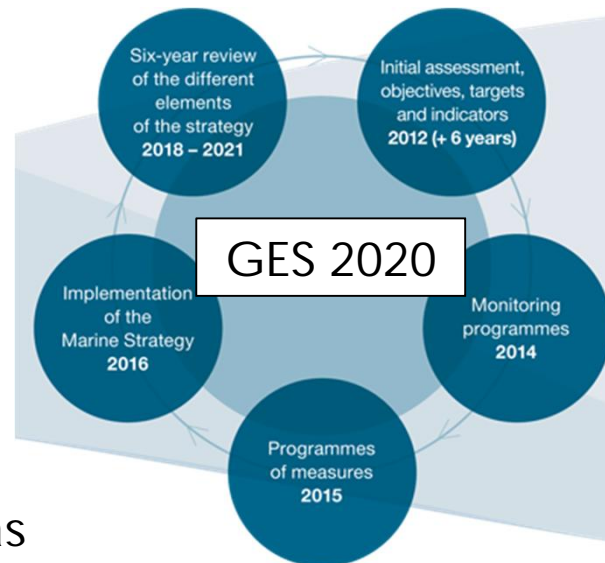 Six-year review
of the different
elements
of the strategy
2018 – 2021
Initial assessment,
objectives, targets
and indicators
2012 (+ 6 years)
GES 2020
Implementation
of the
Marine Strategy
2016
Monitoring
programmes
2014
Programmes
of measures
2015